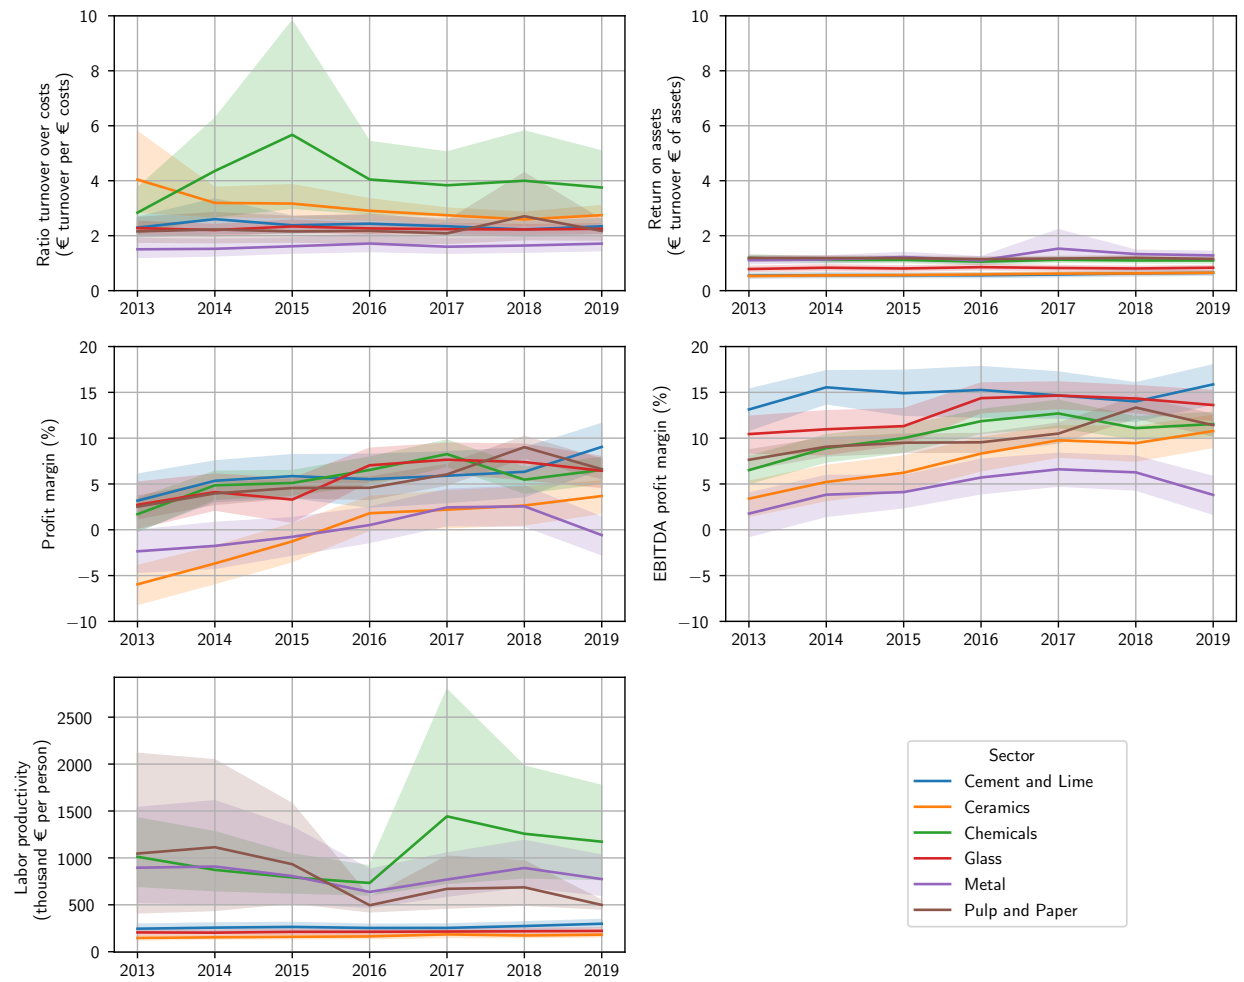 Ratio turnover over costs
(€ turnover per € costs)
10
8
6
4
2
0
2013 2014 2015 2016 2017 2018 2019
Return on assets
(€ turnover € of assets)
10
8
6
4
2
0
2013 2014 2015 2016 2017 2018 2019
Profit margin (%)
20
15
10
5
0
−5
−10
2013 2014 2015 2016 2017 2018 2019
EBITDA profit margin (%)
20
15
10
5
0
−5
−10
2013 2014 2015 2016 2017 2018 2019
Labor productivity
(thousand € per person)
2500
2000
1500
1000
500
0
2013 2014 2015 2016 2017 2018 2019
Sector
Cement and Lime
Ceramics
Chemicals
Glass
Metal
Pulp and Paper